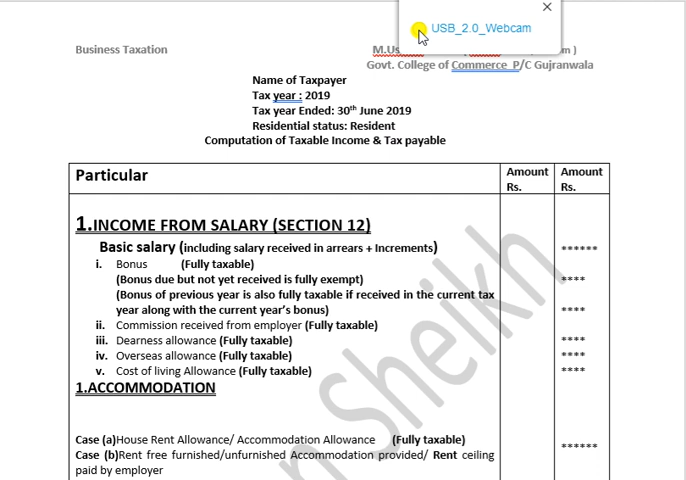 USB_2.0_Webcam
Business Taxation
M.Us m )
Govt. College of Commerce P/C Gujranwala
Name of Taxpayer
Tax year : 2019
Tax year Ended: 30th June 2019
Residential status: Resident
Computation of Taxable Income & Tax payable
Particular Amount Rs. Amount Rs.
1.INCOME FROM SALARY (SECTION 12)
Basic salary (including salary received in arrears + Increments) ******
i. Bonus (Fully taxable)
(Bonus due but not yet received is fully exempt) ****
(Bonus of previous year is also fully taxable if received in the current tax
year along with the current year's bonus) ****
ii. Commission received from employer (Fully taxable)
iii. Dearness allowance (Fully taxable) ****
iv. Overseas allowance (Fully taxable) ****
v. Cost of living Allowance (Fully taxable) ****
1.ACCOMMODATION
Case (a)House Rent Allowance/ Accommodation Allowance (Fully taxable)
Case (b)Rent free furnished/unfurnished Accommodation provided/ Rent ceiling ******
paid by employer
n Sheikh